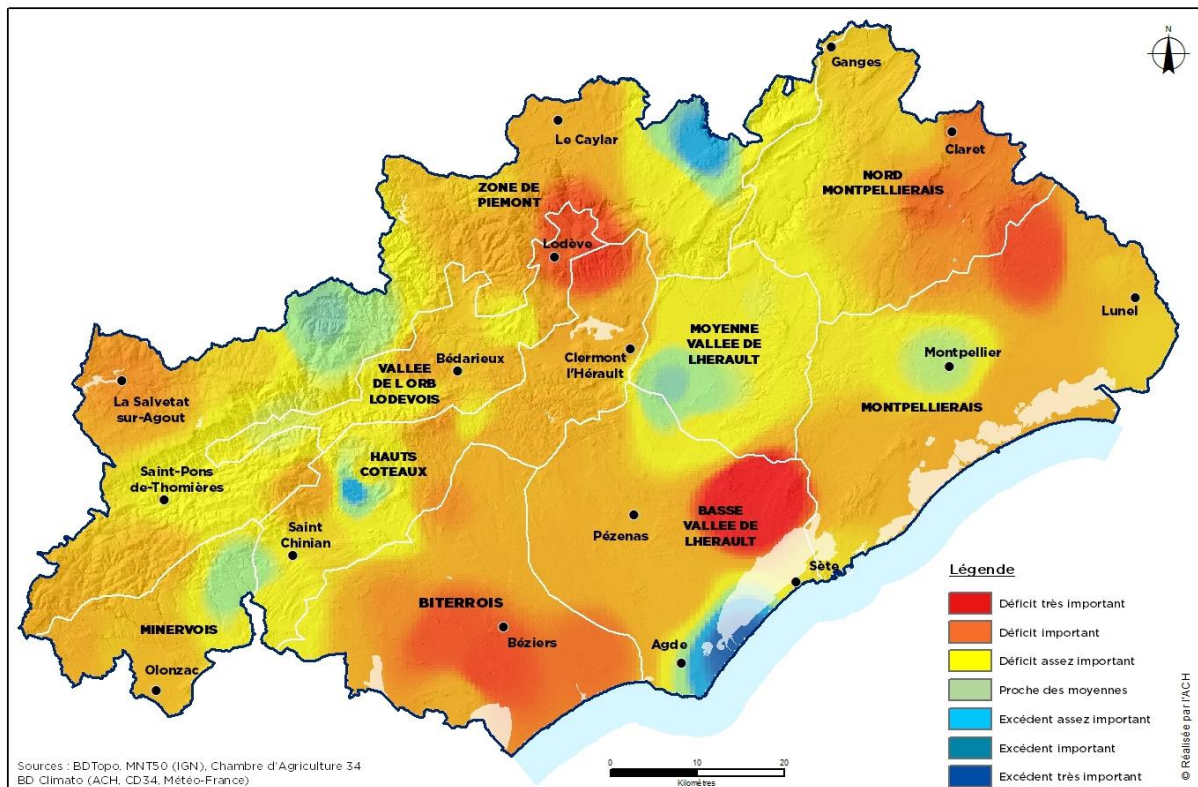 N
Ganges
Le Caylar
Claret
ZONE DE
PIEMONT
NORD
MONTPELLIERAIS
Lodève
Lunel
MOYENNE
VALLEE DE
LHERAULT
Clermont
l'Hérault
Bédarieux
VALLEE
DE L ORB
LODEVOIS
Montpellier
MONTPELLIERAIS
La Salvetat
sur-Agout
HAUTS
COTEAUX
Saint-Pons
de-Thomières
BASSE
VALLEE DE
LHERAULT
Pézenas
Saint
Chinian
Sète
BITERROIS
Béziers
MINERVOIS
Agde
Olonzac
Légende
Déficit très important
Déficit important
Déficit assez important
Proche des moyennes
Excédent assez important
Excédent important
Excédent très important
Sources : BDTopo, MNT50 (IGN), Chambre d'Agriculture 34
BD Climato (ACH, CD34, Météo-France)
0 10 20
Kilomètres
© Réalisée par l'ACH